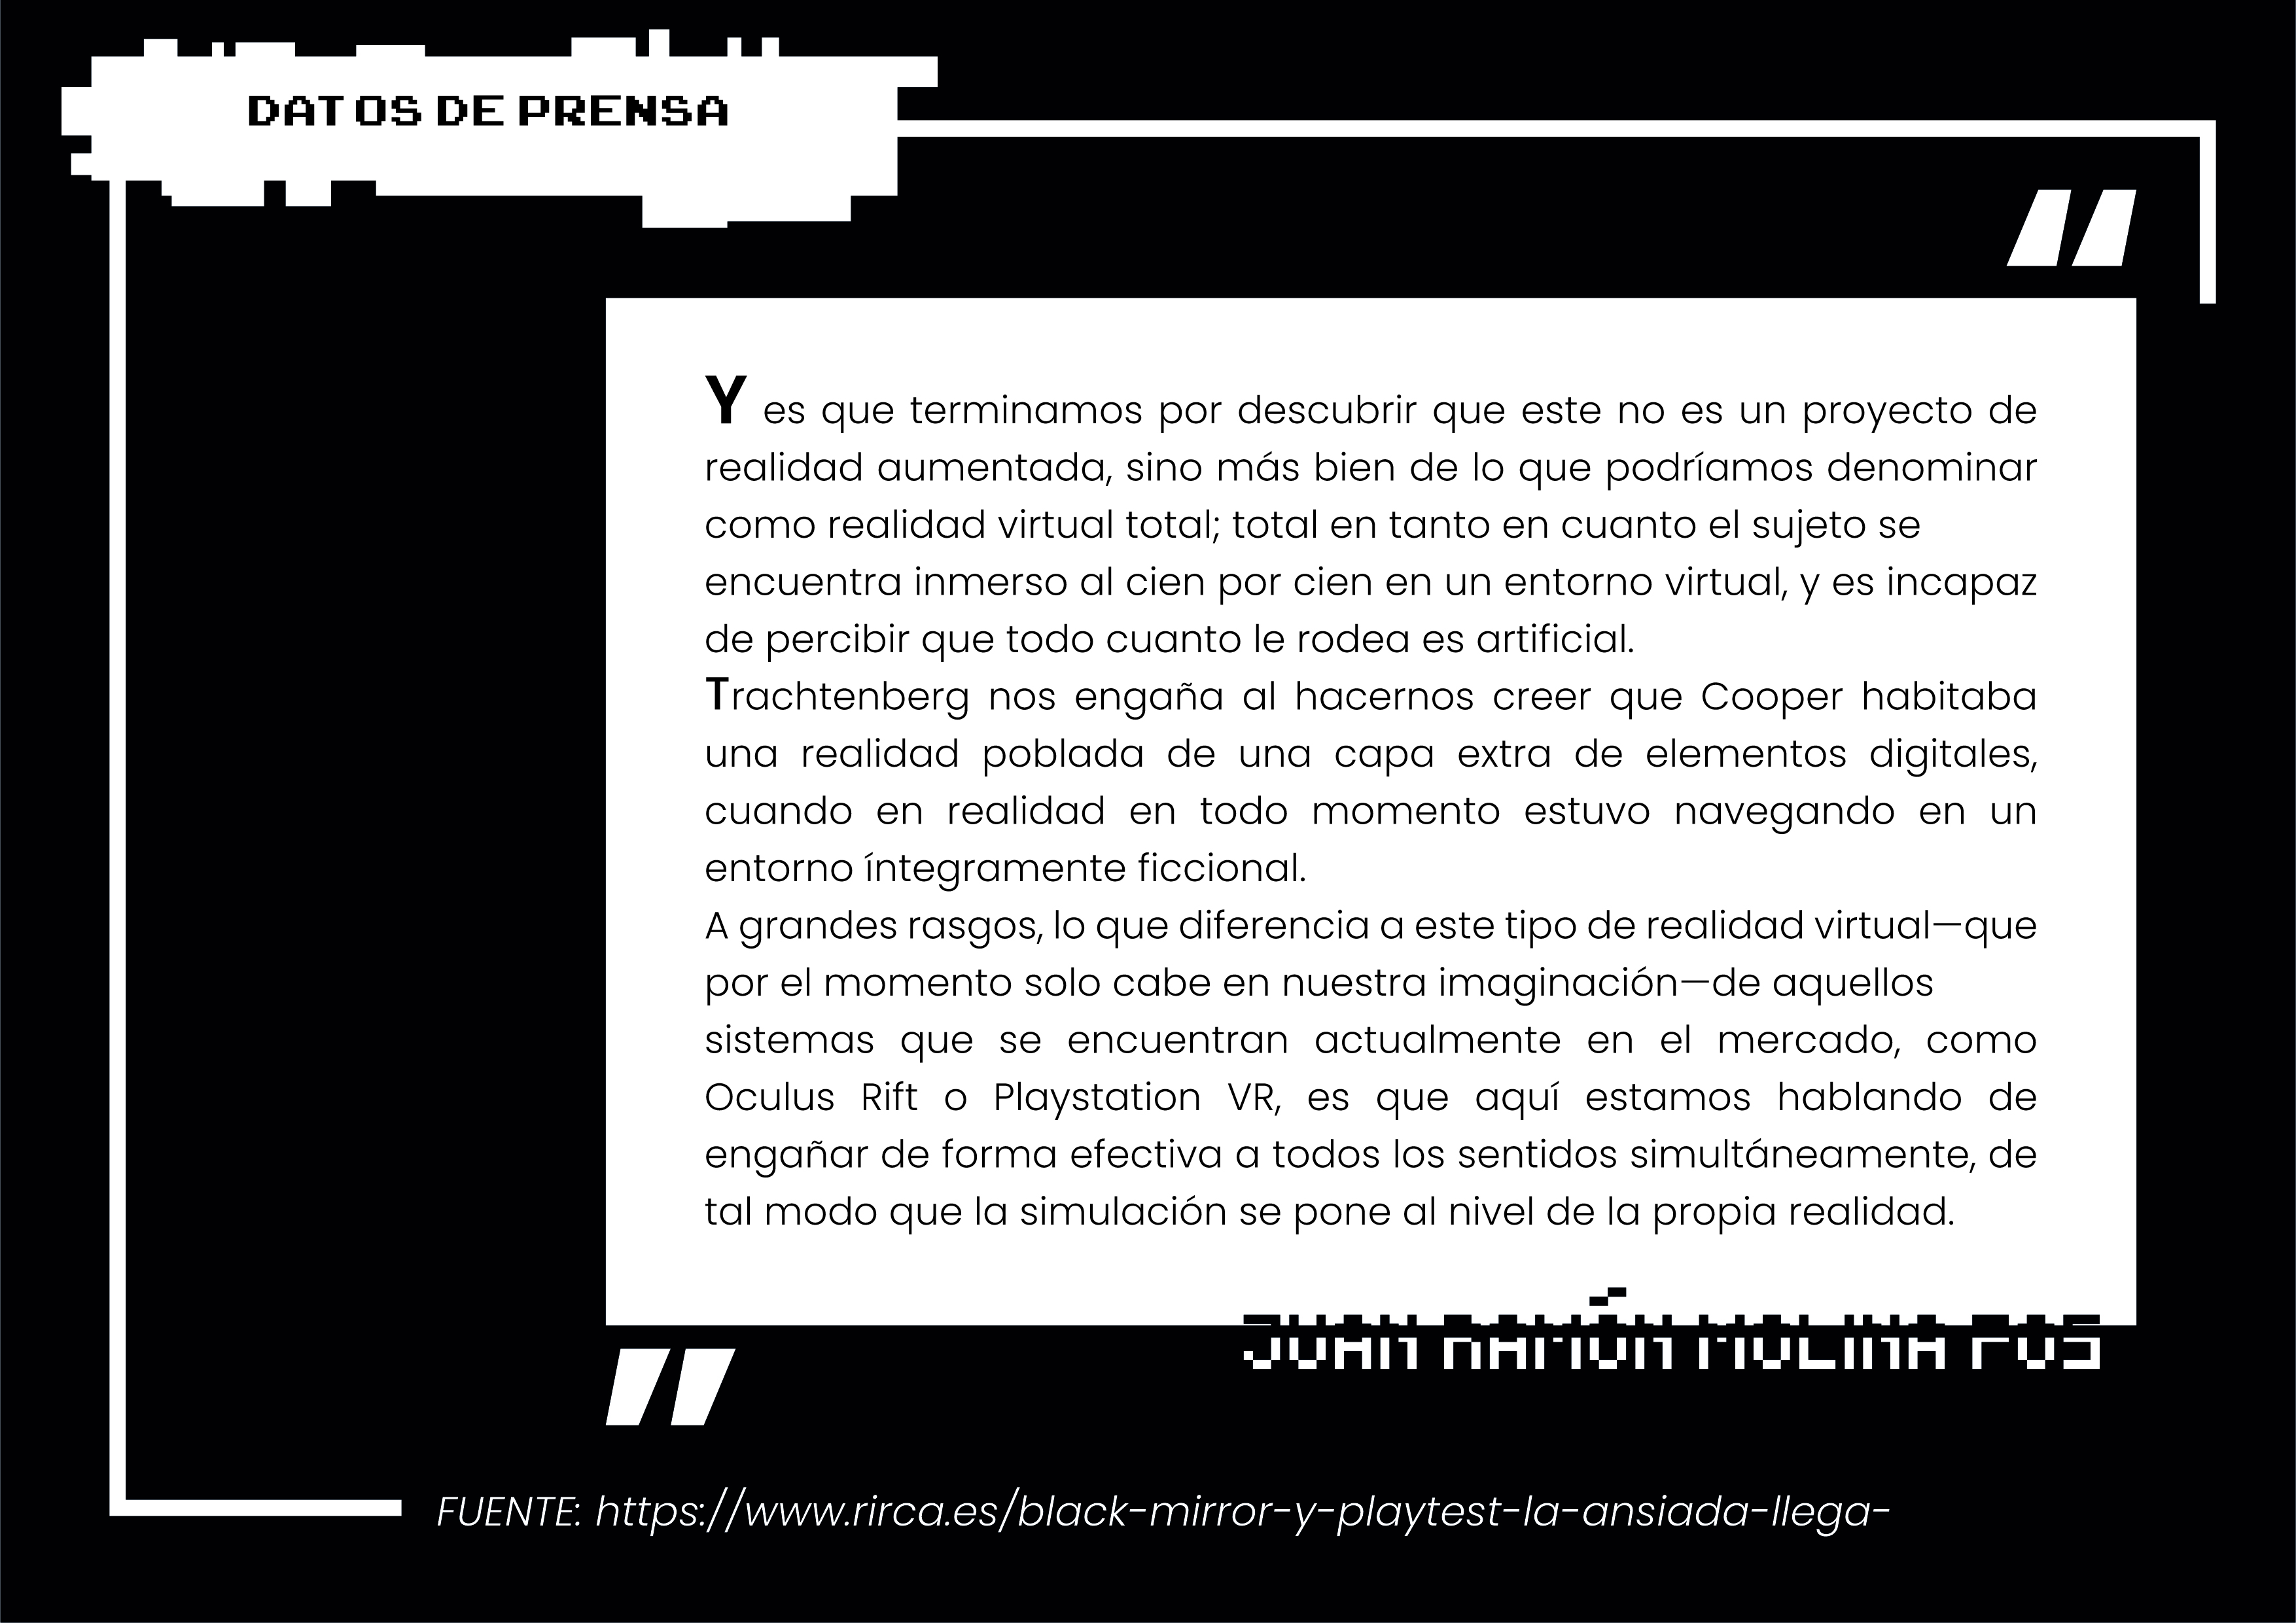 DATOS DE PRENSA
Y es que terminamos por descubrir que este no es un proyecto de
realidad aumentada, sino más bien de lo que podríamos denominar
como realidad virtual total; total en tanto en cuanto el sujeto se
encuentra inmerso al cien por cien en un entorno virtual, y es incapaz
de percibir que todo cuanto le rodea es artificial.
Trachtenberg nos engaña al hacernos creer que Cooper habitaba
una realidad poblada de una capa extra de elementos digitales,
cuando en realidad en todo momento estuvo navegando en un
entorno íntegramente ficcional.
A grandes rasgos, lo que diferencia a este tipo de realidad virtual—que
por el momento solo cabe en nuestra imaginación—de aquellos
sistemas que se encuentran actualmente en el mercado, como
Oculus Rift o Playstation VR, es que aquí estamos hablando de
engañar de forma efectiva a todos los sentidos simultáneamente, de
tal modo que la simulación se pone al nivel de la propia realidad.
JUAN RAMÓN MOLINA FOS
FUENTE: https://www.rirca.es/black-mirror-y-playtest-la-ansiada-llega-